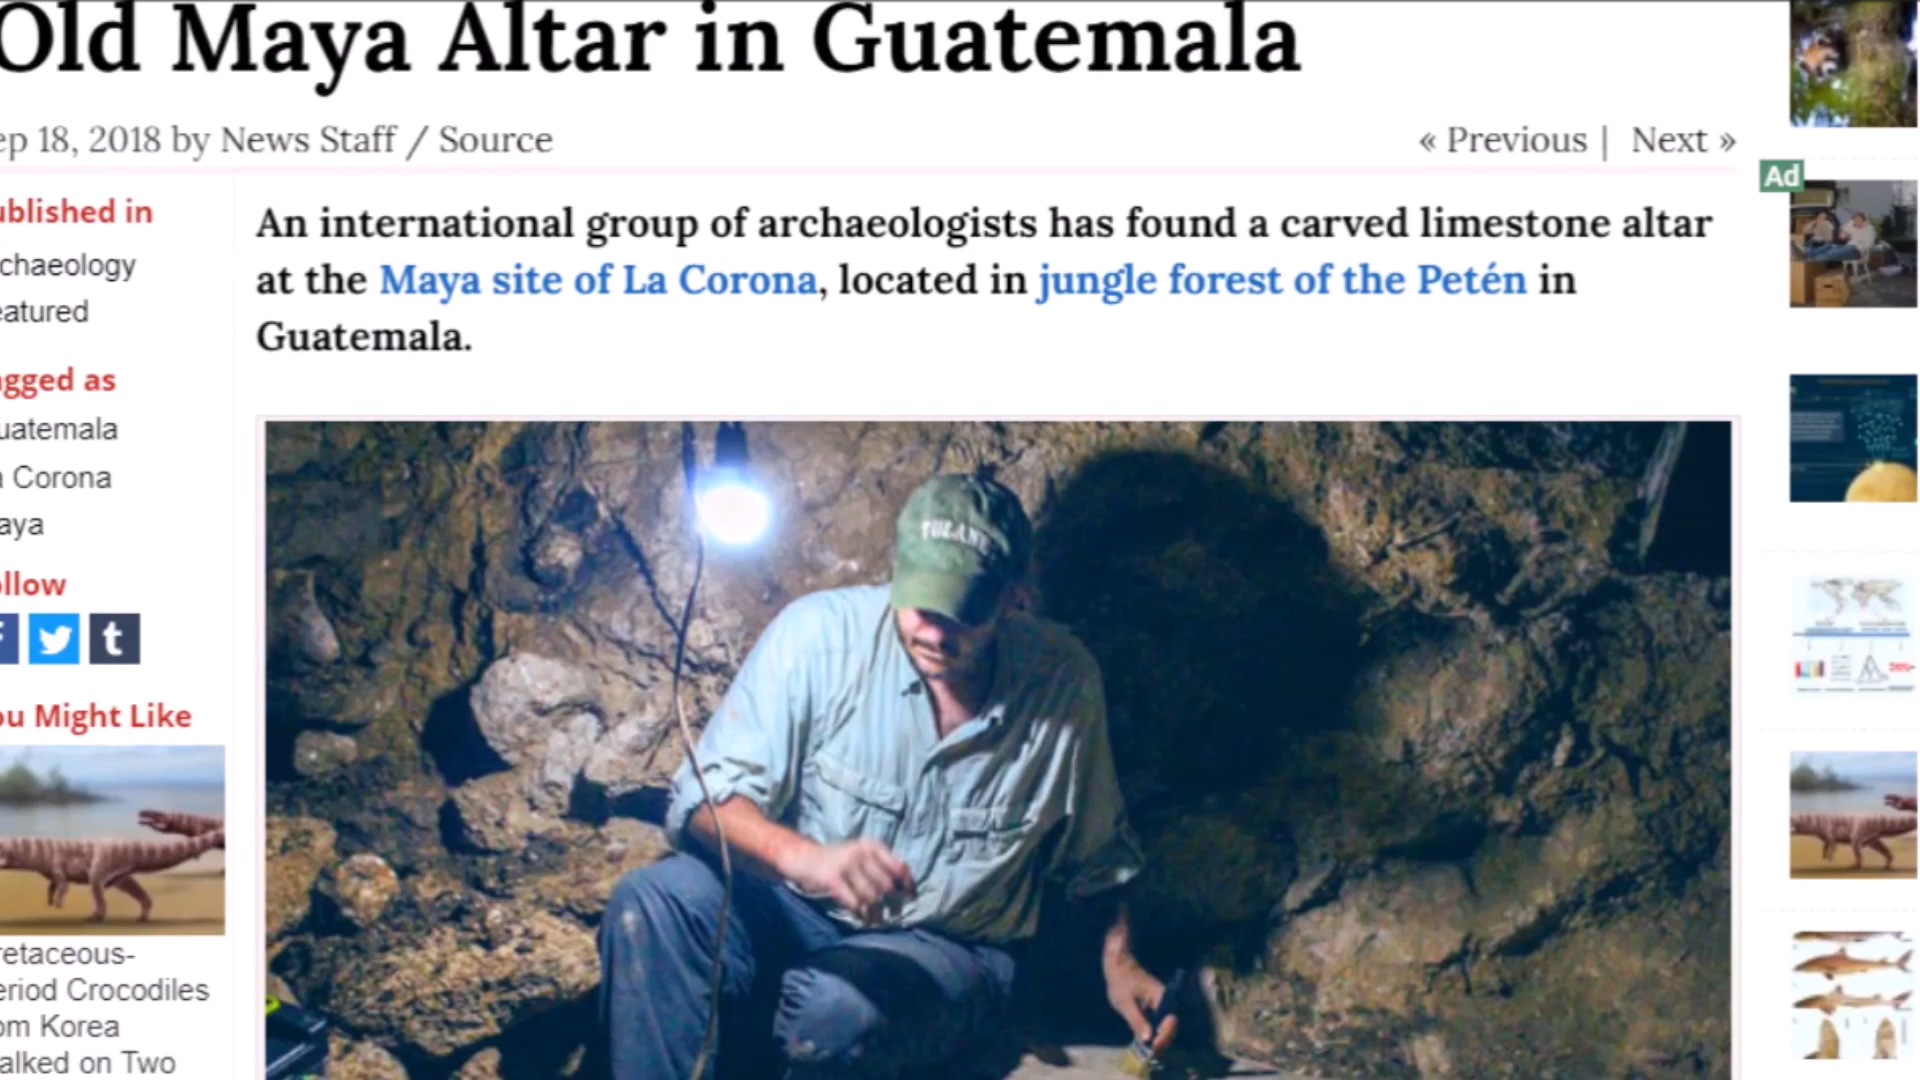 Old Maya Altar in Guatemala
ep 18, 2018 by News Staff / Source
« Previous | Next »
ublished in
chaeology
eatured
agged as
uatemala
a Corona
aya
ollow
f
t
ou Might Like
retaceous-
eriod Crocodiles
om Korea
alked on Two
An international group of archaeologists has found a carved limestone altar
at the Maya site of La Corona, located in jungle forest of the Petén in
Guatemala.
TULANE
Ad